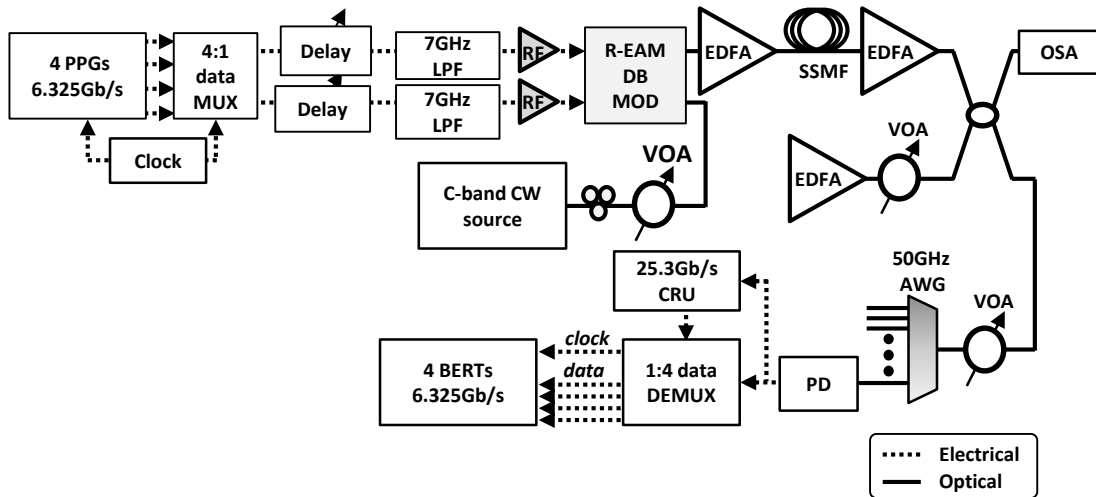 4 PPGs
6.325Gb/s
4:1
data
MUX
Clock
Delay
Delay
7GHz
LPF
7GHz
LPF
RF
RF
R-EAM
DB
MOD
EDFA
SSMF
EDFA
OSA
EDFA
VOA
C-band CW
source
VOA
25.3Gb/s
CRU
50GHz
AWG
VOA
4 BERTs
6.325Gb/s
clock
data
1:4 data
DEMUX
PD
Electrical
Optical